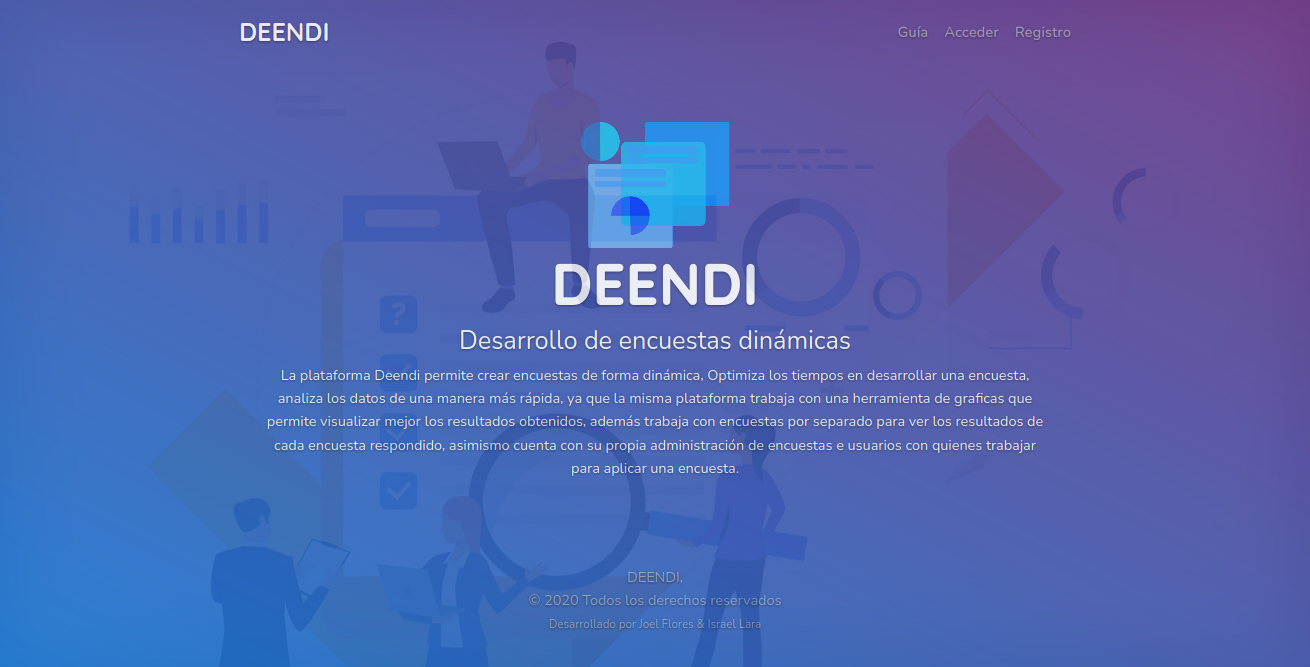 DEENDI
Guía Acceder Registro
?
DEENDI
Desarrollo de encuestas dinámicas
La plataforma Deendi permite crear encuestas de forma dinámica, Optimiza los tiempos en desarrollar una encuesta,
analiza los datos de una manera más rápida, ya que la misma plataforma trabaja con una herramienta de graficas que
permite visualizar mejor los resultados obtenidos, además trabaja con encuestas por separado para ver los resultados de
cada encuesta respondido, asimismo cuenta con su propia administración de encuestas e usuarios con quienes trabajar
para aplicar una encuesta.
DEENDI,
© 2020 Todos los derechos reservados
Desarrollado por Joel Flores & Israel Lara